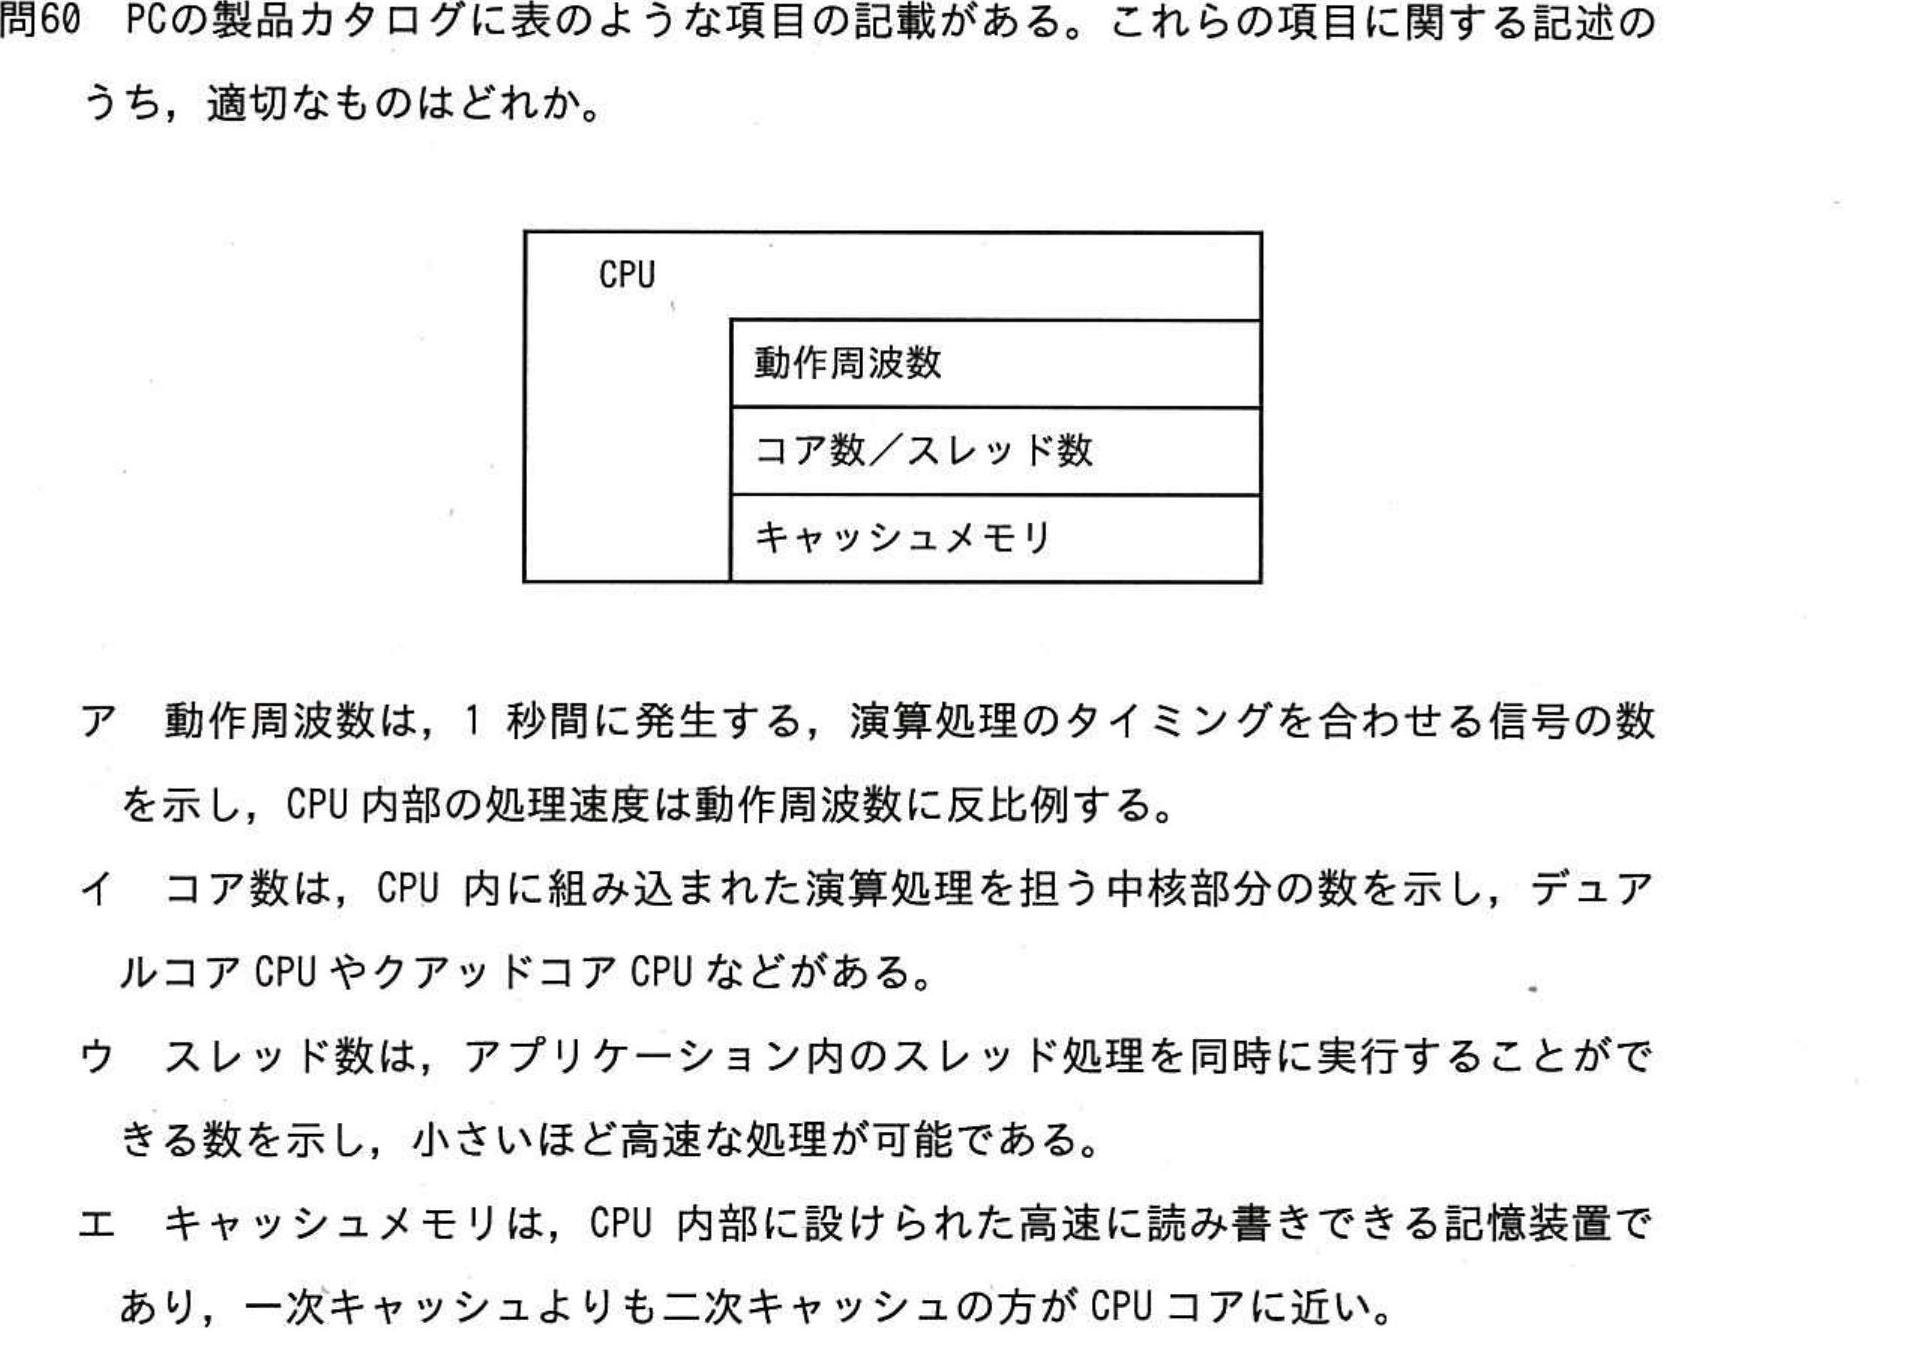 問60　PCの製品カタログに表のような項目の記載がある。これらの項目に関する記述の
うち，適切なものはどれか。
CPU
動作周波数
コア数／スレッド数
キャッシュメモリ
ア　動作周波数は，1 秒間に発生する，演算処理のタイミングを合わせる信号の数
を示し，CPU 内部の処理速度は動作周波数に反比例する。
イ　コア数は，CPU 内に組み込まれた演算処理を担う中核部分の数を示し，デュア
ルコア CPU やクアッドコア CPU などがある。
ウ　スレッド数は，アプリケーション内のスレッド処理を同時に実行することがで
きる数を示し，小さいほど高速な処理が可能である。
エ　キャッシュメモリは，CPU 内部に設けられた高速に読み書きできる記憶装置で
あり，一次キャッシュよりも二次キャッシュの方が CPU コアに近い。